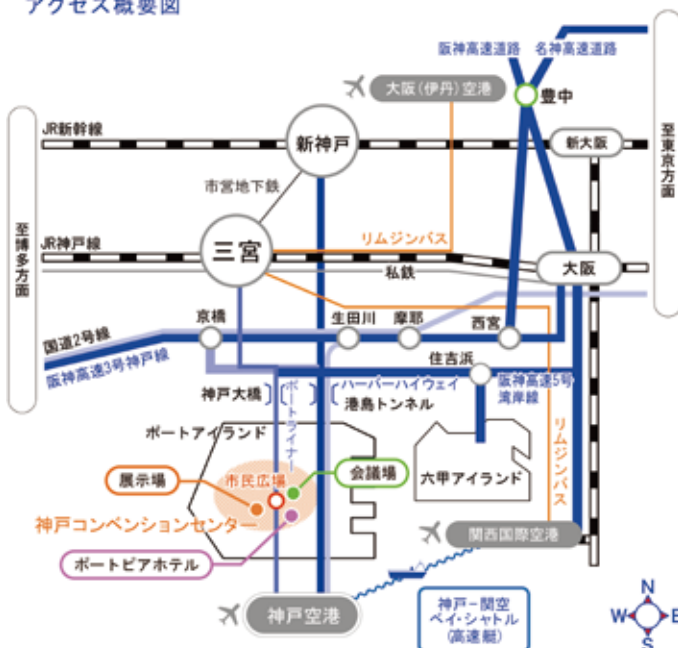 アクセス概要図
阪神高速道路
名神高速道路
大阪(伊丹)空港
豊中
JR新幹線
新神戸
新大阪
至東京方面
市営地下鉄
至博多方面
JR神戸線
三宮
リムジンバス
私鉄
大阪
国道2号線
京橋
生田川
摩耶
西宮
阪神高速3号神戸線
住吉浜
神戸大橋
ポートライナー
ハーバーハイウェイ
港島トンネル
阪神高速5号
湾岸線
ポートアイランド
リムジンバス
展示場
市民広場
会議場
六甲アイランド
神戸コンベンションセンター
ポートピアホテル
関西国際空港
神戸空港
神戸-関空
ベイ・シャトル
(高速艇)
N
W
E
S